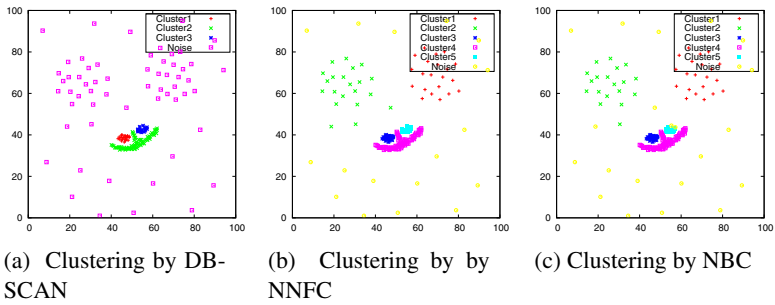 100
80
60
40
20
0
0 20 40 60 80 100
Cluster1
Cluster2
Cluster3
Noise
100
80
60
40
20
0
0 20 40 60 80 100
Cluster1
Cluster2
Cluster3
Cluster4
Cluster5
Noise
100
80
60
40
20
0
0 20 40 60 80 100
Cluster1
Cluster2
Cluster3
Cluster4
Cluster5
Noise
(a) Clustering by DB-
SCAN
(b) Clustering by by
NNFC
(c) Clustering by NBC